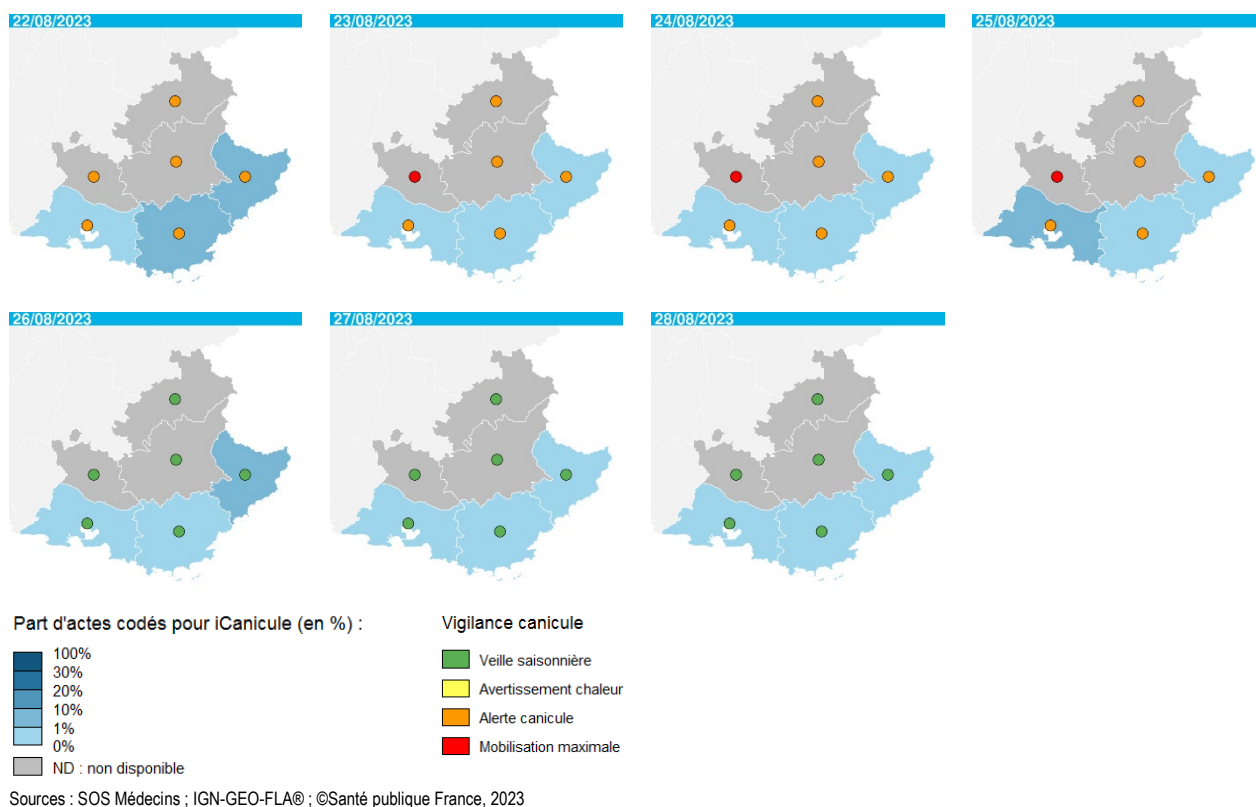 22/08/2023
23/08/2023
24/08/2023
25/08/2023
26/08/2023
27/08/2023
28/08/2023
Part d'actes codés pour iCanicule (en %) :
100%
30%
20%
10%
1%
0%
ND : non disponible
Vigilance canicule
Veille saisonnière
Avertissement chaleur
Alerte canicule
Mobilisation maximale
Sources : SOS Médecins ; IGN-GEO-FLA® ; ©Santé publique France, 2023